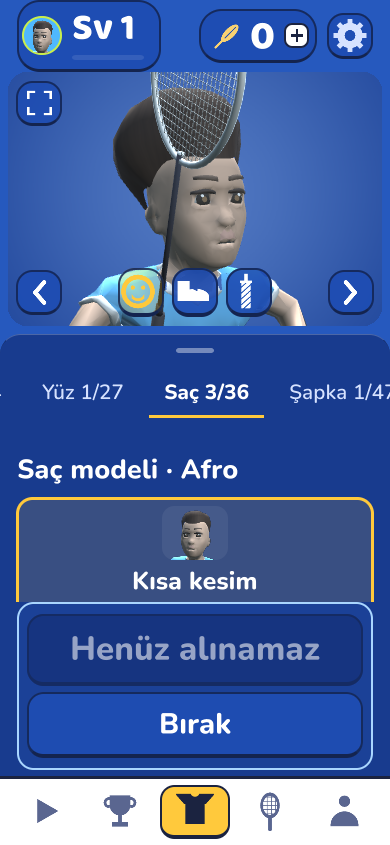 Sv 1
0
Yüz 1/27
Saç 3/36
Şapka 1/47
Saç modeli · Afro
Kısa kesim
Henüz alınamaz
Bırak